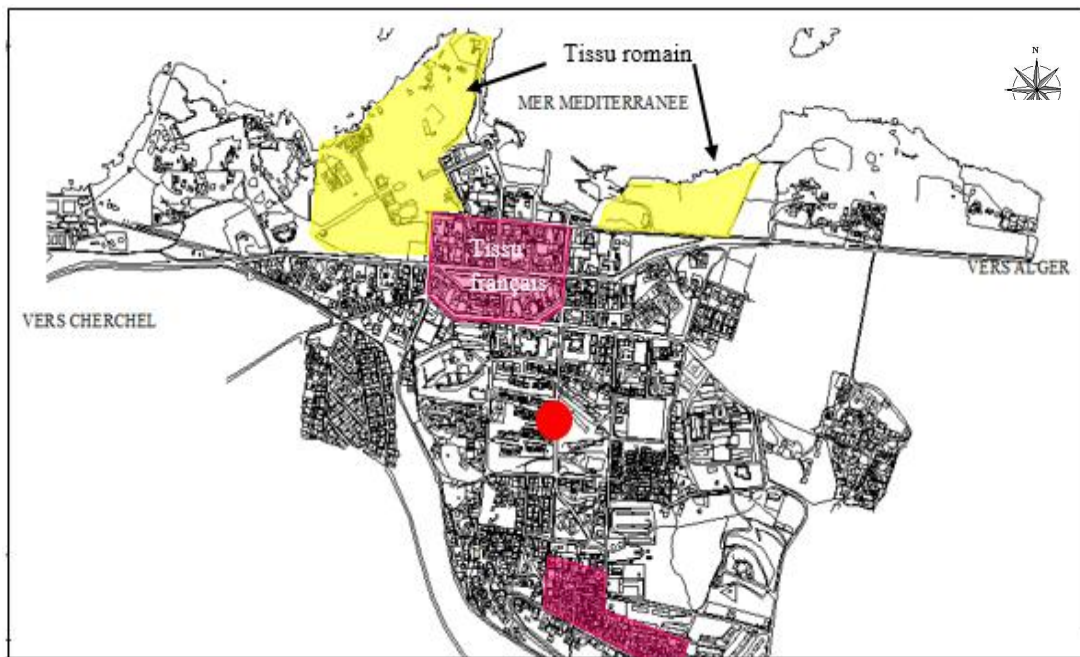 N
Tissu romain
MER MEDITERRANEE
Tissu
français
VERS ALGER
VERS CHERCHEL